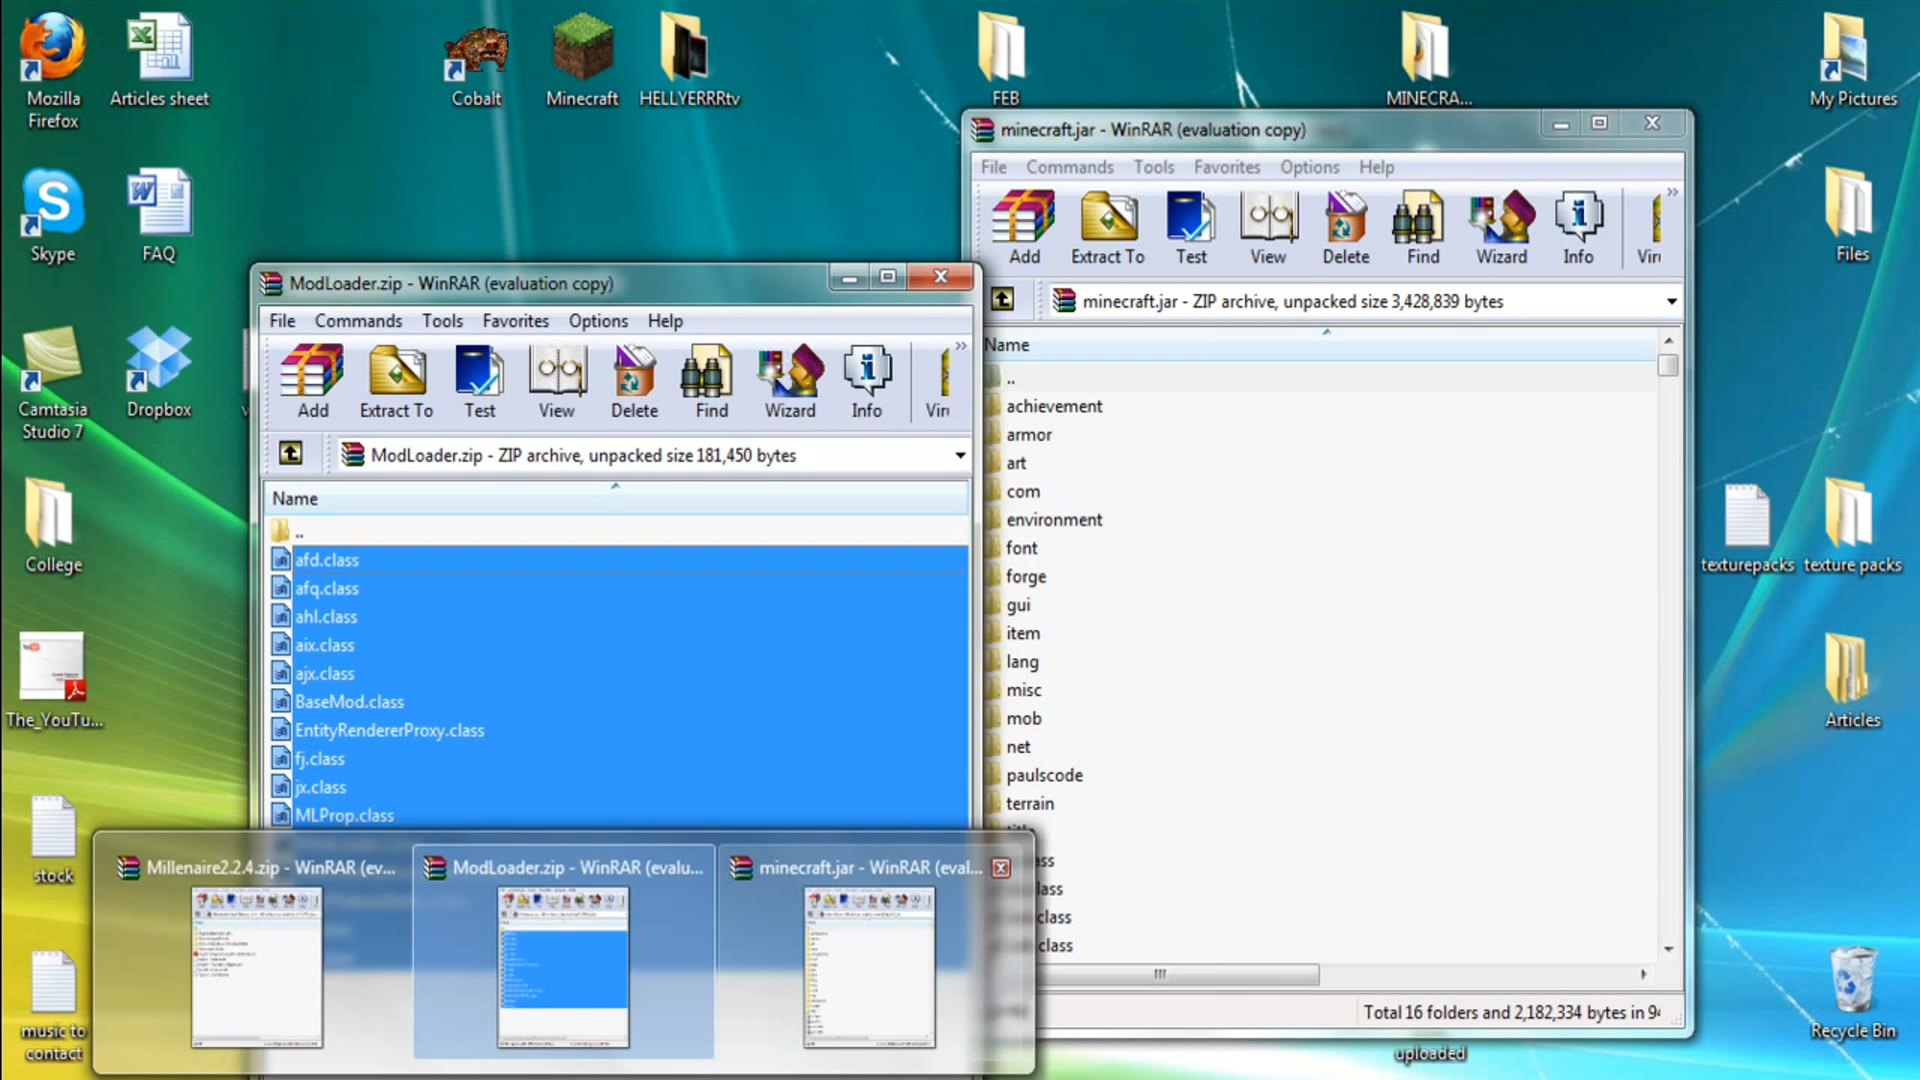 Mozilla
Firefox
Articles sheet
Cobalt
Minecraft
HELLYERRRtv
FEB
MINECRA...
My Pictures
Skype
FAQ
Files
Camtasia
Studio 7
Dropbox
College
The_YouTu...
stock
music to
contact
texturepacks
texture packs
Articles
Recycle Bin
uploaded
minecraft.jar - WinRAR (evaluation copy)
File Commands Tools Favorites Options Help
Add Extract To Test View Delete Find Wizard Info
minecraft.jar - ZIP archive, unpacked size 3,428,839 bytes
Name
..
achievement
armor
art
com
environment
font
forge
gui
item
lang
misc
mob
net
paulscode
terrain
Total 16 folders and 2,182,334 bytes in 94
ModLoader.zip - WinRAR (evaluation copy)
File Commands Tools Favorites Options Help
Add Extract To Test View Delete Find Wizard Info
ModLoader.zip - ZIP archive, unpacked size 181,450 bytes
Name
..
afd.class
afq.class
ahl.class
aix.class
ajx.class
BaseMod.class
EntityRendererProxy.class
fj.class
jx.class
MLProp.class
Millenaire2.2.4.zip - WinRAR (ev...
ModLoader.zip - WinRAR (evalu...
minecraft.jar - WinRAR (eval...